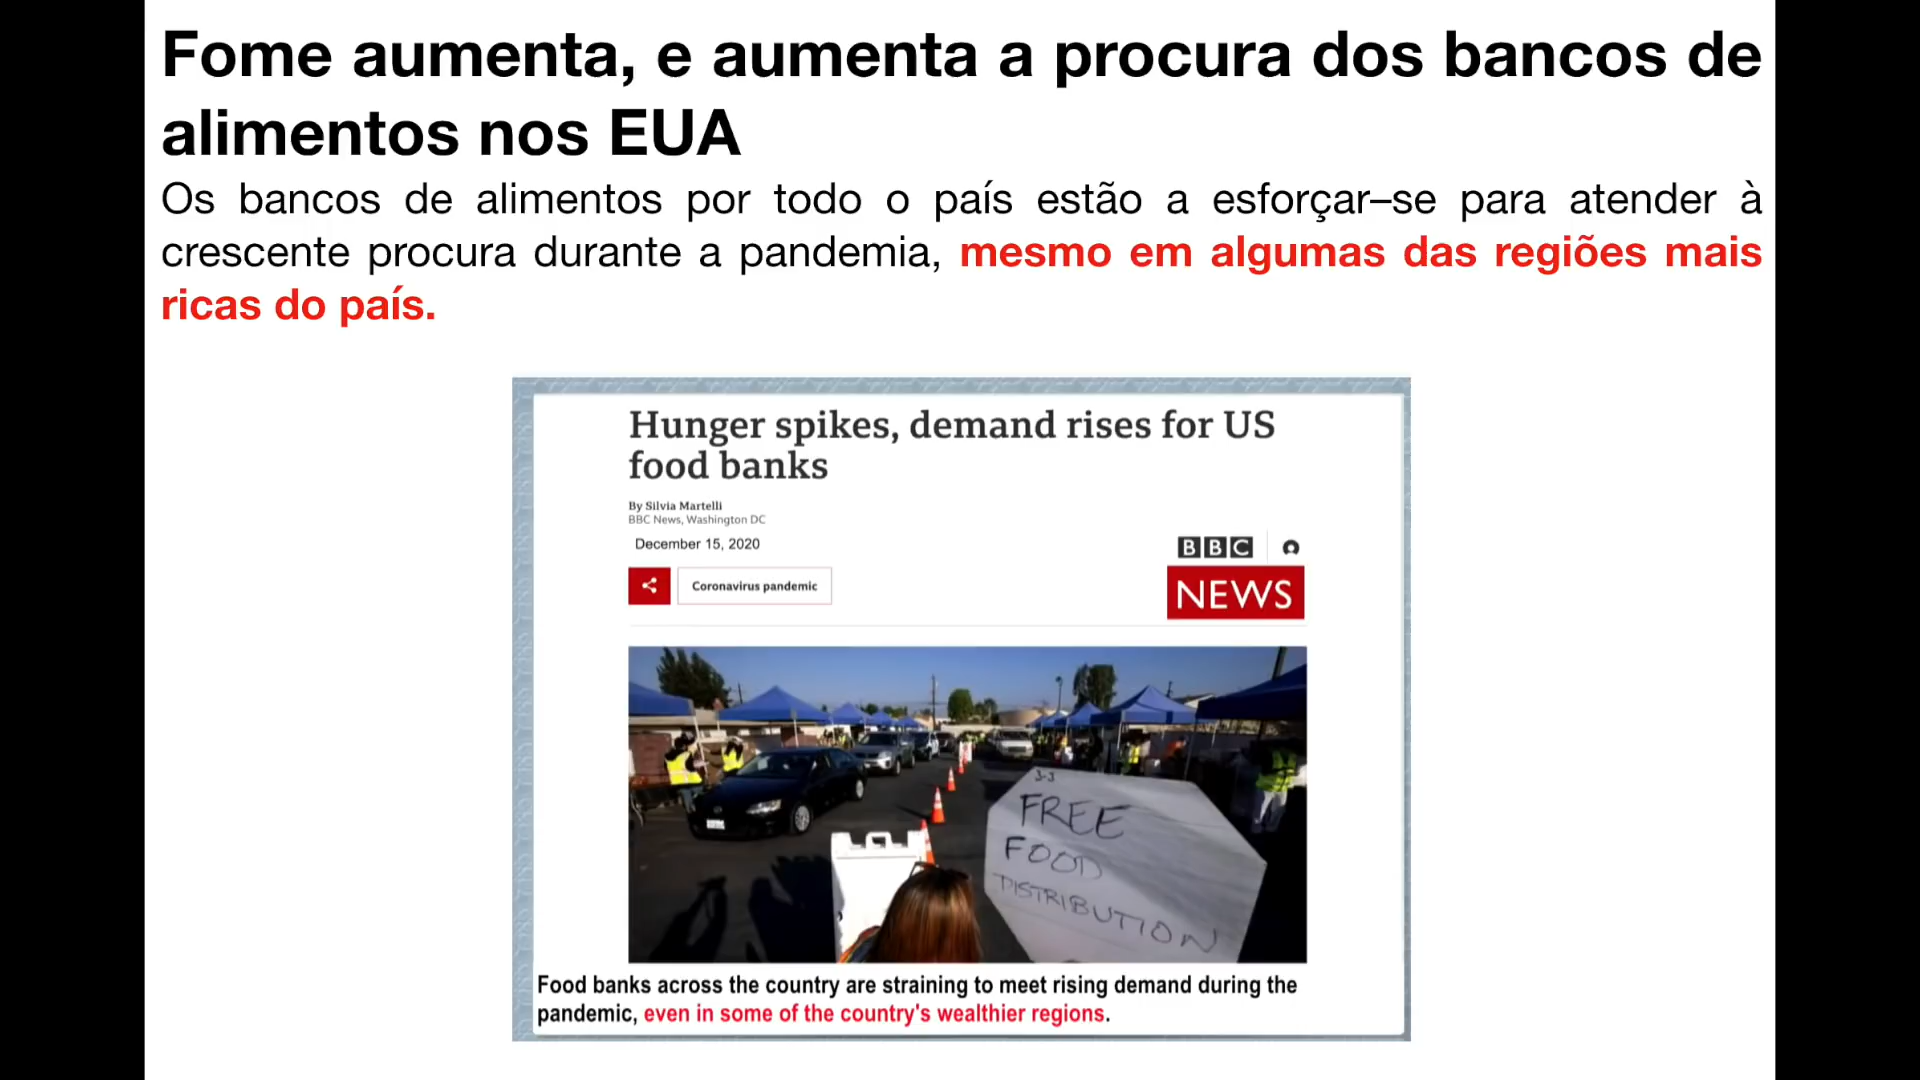 Fome aumenta, e aumenta a procura dos bancos de
alimentos nos EUA
Os bancos de alimentos por todo o país estão a esforçar–se para atender à
crescente procura durante a pandemia, mesmo em algumas das regiões mais
ricas do país.
Hunger spikes, demand rises for US
food banks
By Silvia Martelli
BBC News, Washington DC
December 15, 2020
BBC
NEWS
Coronavirus pandemic
3-3
FREE
FOOD
DISTRIBUTION
Food banks across the country are straining to meet rising demand during the
pandemic, even in some of the country's wealthier regions.